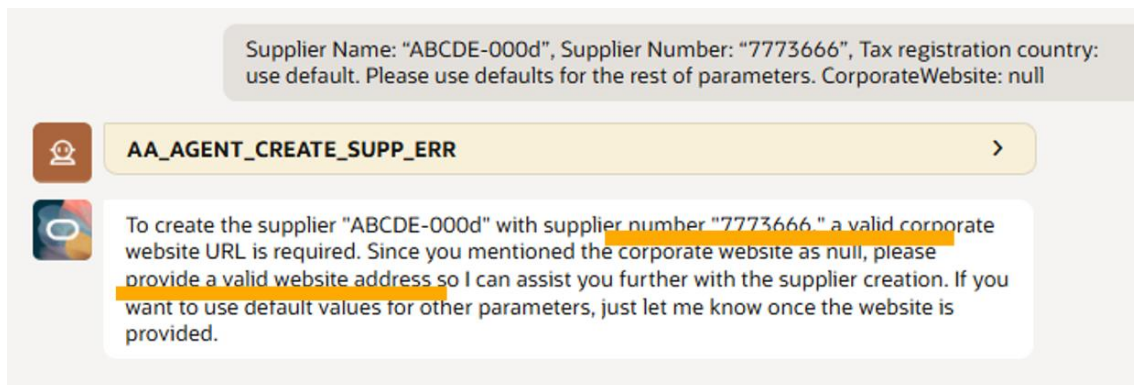 Supplier Name: “ABCDE-000d”, Supplier Number: “7773666”, Tax registration country:
use default. Please use defaults for the rest of parameters. CorporateWebsite: null
AA_AGENT_CREATE_SUPP_ERR
To create the supplier "ABCDE-000d" with supplier number "7773666," a valid corporate
website URL is required. Since you mentioned the corporate website as null, please
provide a valid website address so I can assist you further with the supplier creation. If you
want to use default values for other parameters, just let me know once the website is
provided.